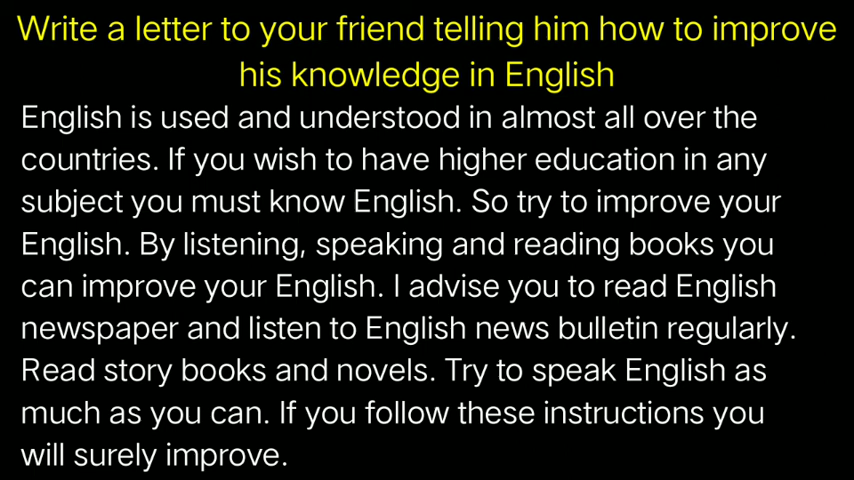 Write a letter to your friend telling him how to improve
his knowledge in English
English is used and understood in almost all over the
countries. If you wish to have higher education in any
subject you must know English. So try to improve your
English. By listening, speaking and reading books you
can improve your English. I advise you to read English
newspaper and listen to English news bulletin regularly.
Read story books and novels. Try to speak English as
much as you can. If you follow these instructions you
will surely improve.